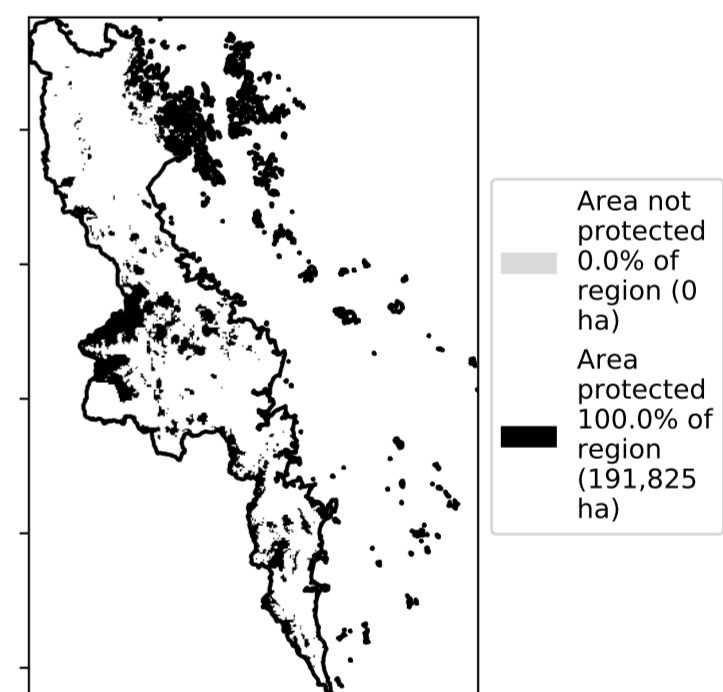 Area not
protected
0.0% of
region (0
ha)
Area
protected
100.0% of
region
(191,825
ha)